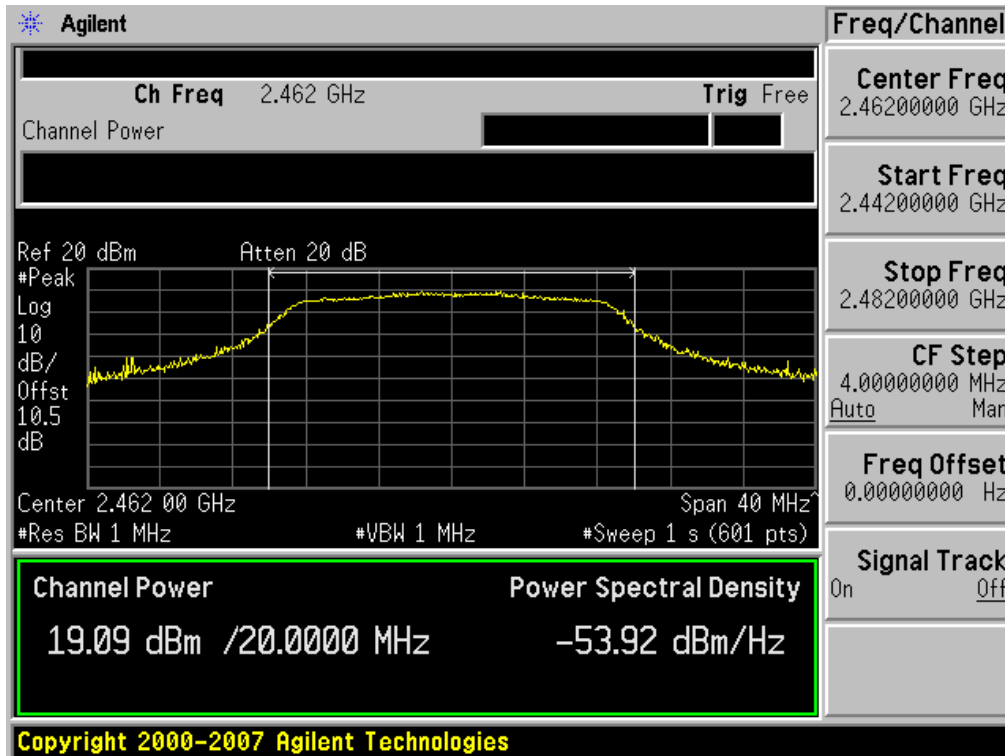 Agilent
Freq/Channel
Ch Freq 2.462 GHz Trig Free
Channel Power
Ref 20 dBm Atten 20 dB
#Peak
Log
10
dB/
Offst
10.5
dB
Center 2.462 00 GHz Span 40 MHz^
#Res BW 1 MHz #VBW 1 MHz #Sweep 1 s (601 pts)
Channel Power Power Spectral Density
19.09 dBm /20.0000 MHz -53.92 dBm/Hz
Copyright 2000-2007 Agilent Technologies
Center Freq
2.46200000 GHz
Start Freq
2.44200000 GHz
Stop Freq
2.48200000 GHz
CF Step
4.00000000 MHz
Auto Man
Freq Offset
0.00000000 Hz
Signal Track
On Off